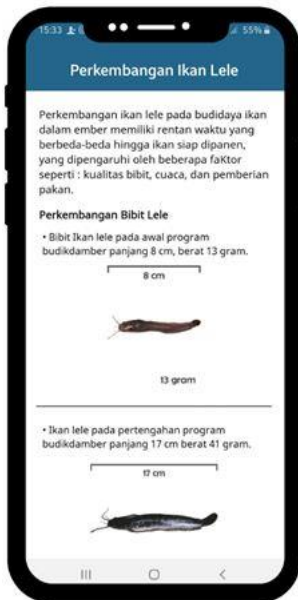 15:33
55%
Perkembangan Ikan Lele
Perkembangan ikan lele pada budidaya ikan
dalam ember memiliki rentan waktu yang
berbeda-beda hingga ikan siap dipanen,
yang dipengaruhi oleh beberapa faKtor
seperti : kualitas bibit, cuaca, dan pemberian
pakan.
Perkembangan Bibit Lele
• Bibit Ikan lele pada awal program
budikdamber panjang 8 cm, berat 13 gram.
8 cm
13 gram
• Ikan lele pada pertengahan program
budikdamber panjang 17 cm berat 41 gram.
17 cm